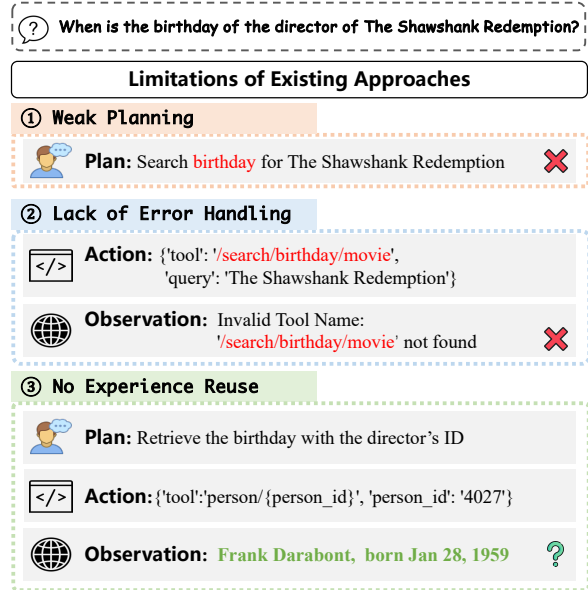 When is the birthday of the director of The Shawshank Redemption?
Limitations of Existing Approaches
① Weak Planning
Plan: Search birthday for The Shawshank Redemption
② Lack of Error Handling
</> Action: {'tool': '/search/birthday/movie',
'query': 'The Shawshank Redemption'}
Observation: Invalid Tool Name:
'/search/birthday/movie' not found
③ No Experience Reuse
Plan: Retrieve the birthday with the director's ID
</> Action:{'tool':'person/{person_id}', 'person_id': '4027'}
Observation: Frank Darabont, born Jan 28, 1959 ?